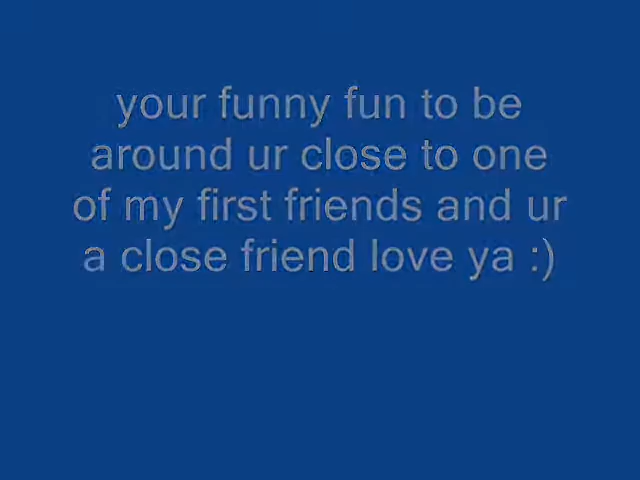 your funny fun to be
around ur close to one
of my first friends and ur
a close friend love ya :)